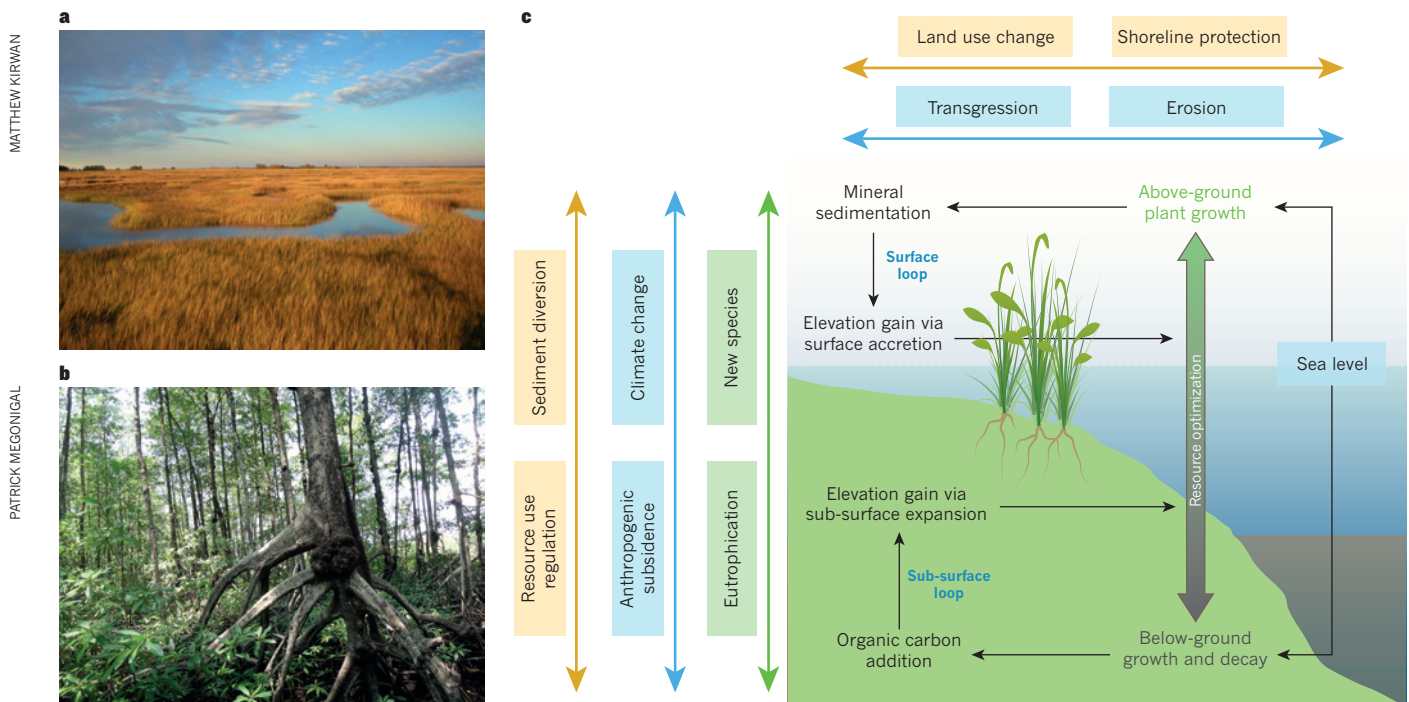 a
MATTHEW KIRWAN
b
PATRICK MEGONIGAL
c
Land use change
Shoreline protection
Transgression
Erosion
Sediment diversion
Resource use
regulation
Climate change
Anthropogenic
subsidence
New species
Eutrophication
Mineral
sedimentation
Above-ground
plant growth
Surface
loop
Elevation gain via
surface accretion
Sea level
Resource optimization
Elevation gain via
sub-surface expansion
Sub-surface
loop
Organic carbon
addition
Below-ground
growth and decay